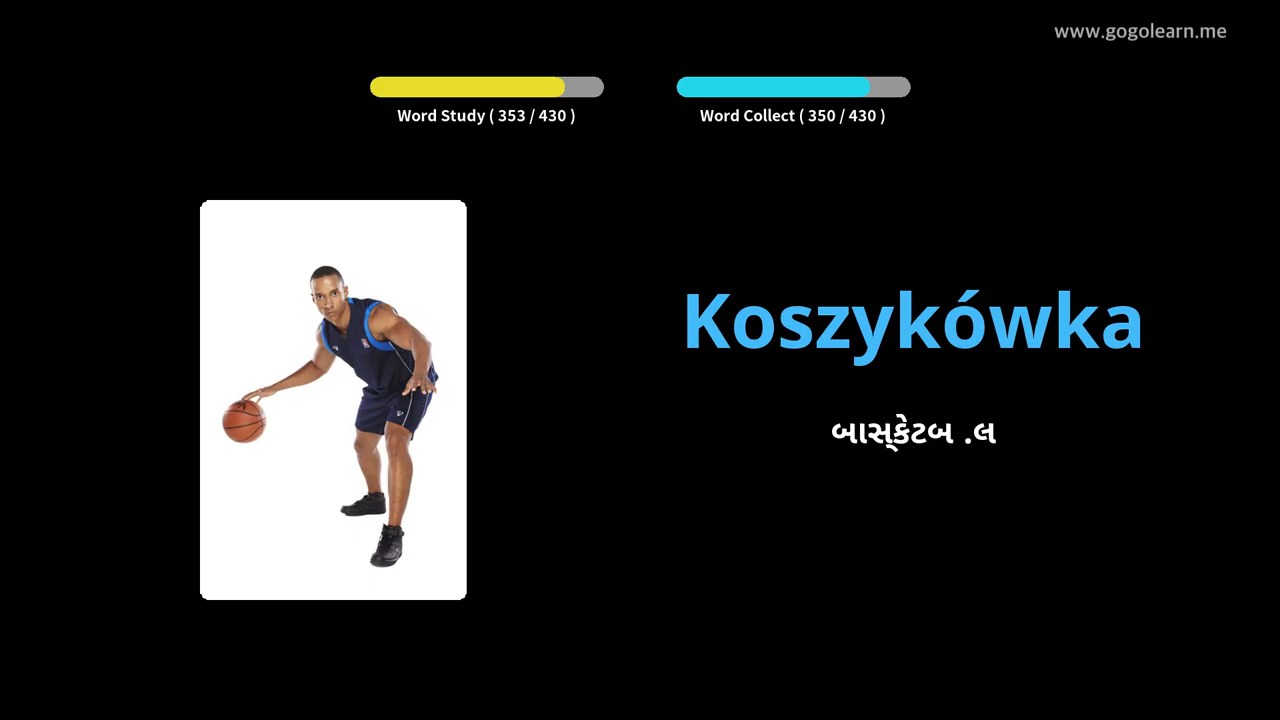 www.gogolearn.me
Word Study ( 353 / 430 )
Word Collect ( 350 / 430 )
Koszykówka
બાસ્કેટબ .લ